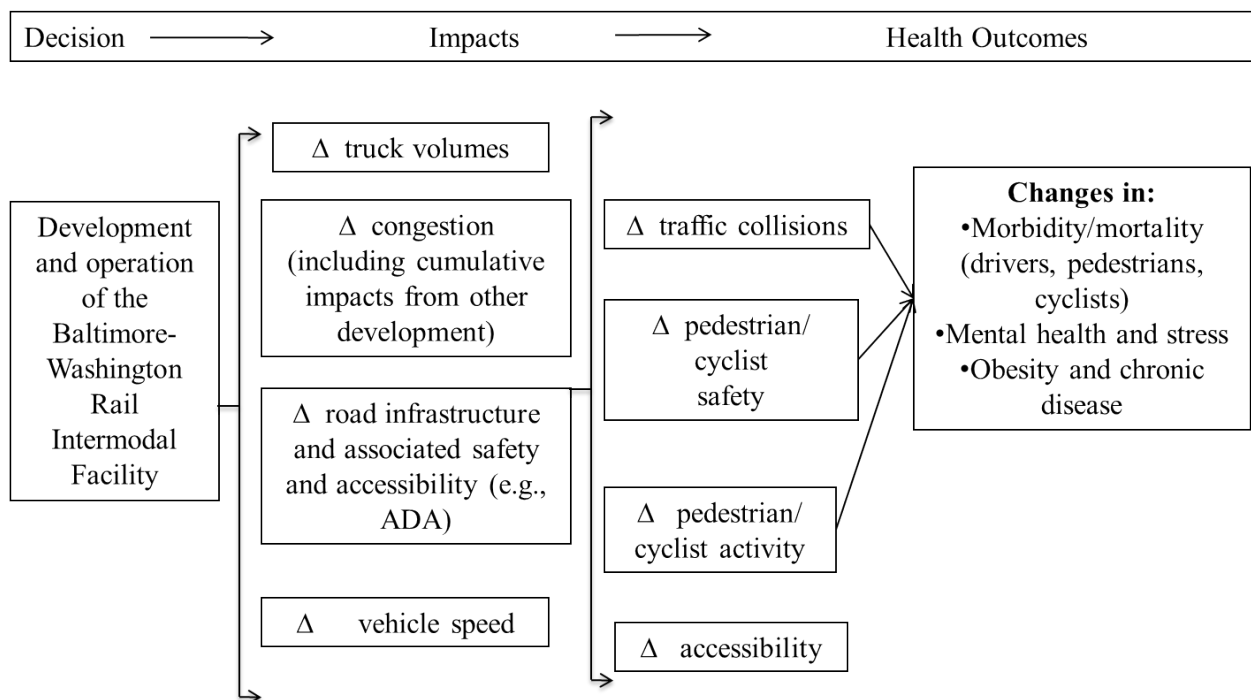 Decision
Impacts
Health Outcomes
Δ truck volumes
Development
and operation
of the
Baltimore-
Washington
Rail
Intermodal
Facility
Δ congestion
(including cumulative
impacts from other
development)
Δ road infrastructure
and associated safety
and accessibility (e.g.,
ADA)
Δ vehicle speed
Δ traffic collisions
Δ pedestrian/
cyclist
safety
Δ pedestrian/
cyclist activity
Δ accessibility
Changes in:
•Morbidity/mortality
(drivers, pedestrians,
cyclists)
•Mental health and stress
•Obesity and chronic
disease